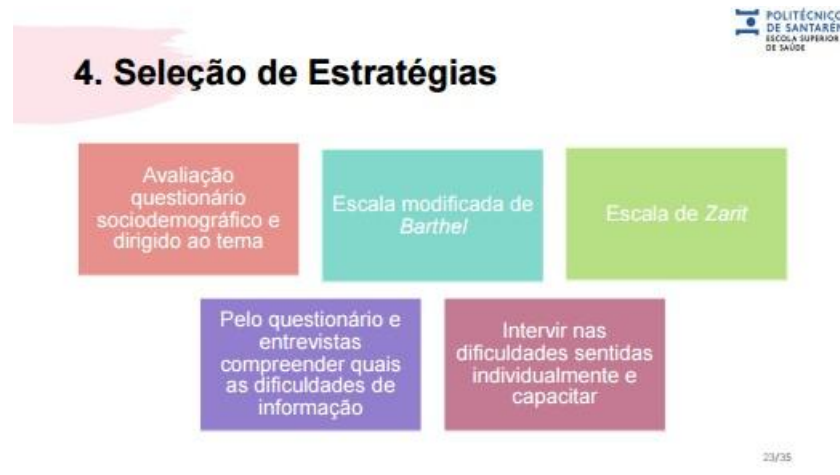 POLITÉCNICO
DE SANTARÉM
ESCOLA SUPERIOR
DE SAÚDE
4. Seleção de Estratégias
Avaliação
questionário
sociodemográfico e
dirigido ao tema
Escala modificada de
Barthel
Escala de Zarit
Pelo questionário e
entrevistas
compreender quais
as dificuldades de
informação
Intervir nas
dificuldades sentidas
individualmente e
capacitar
23/35